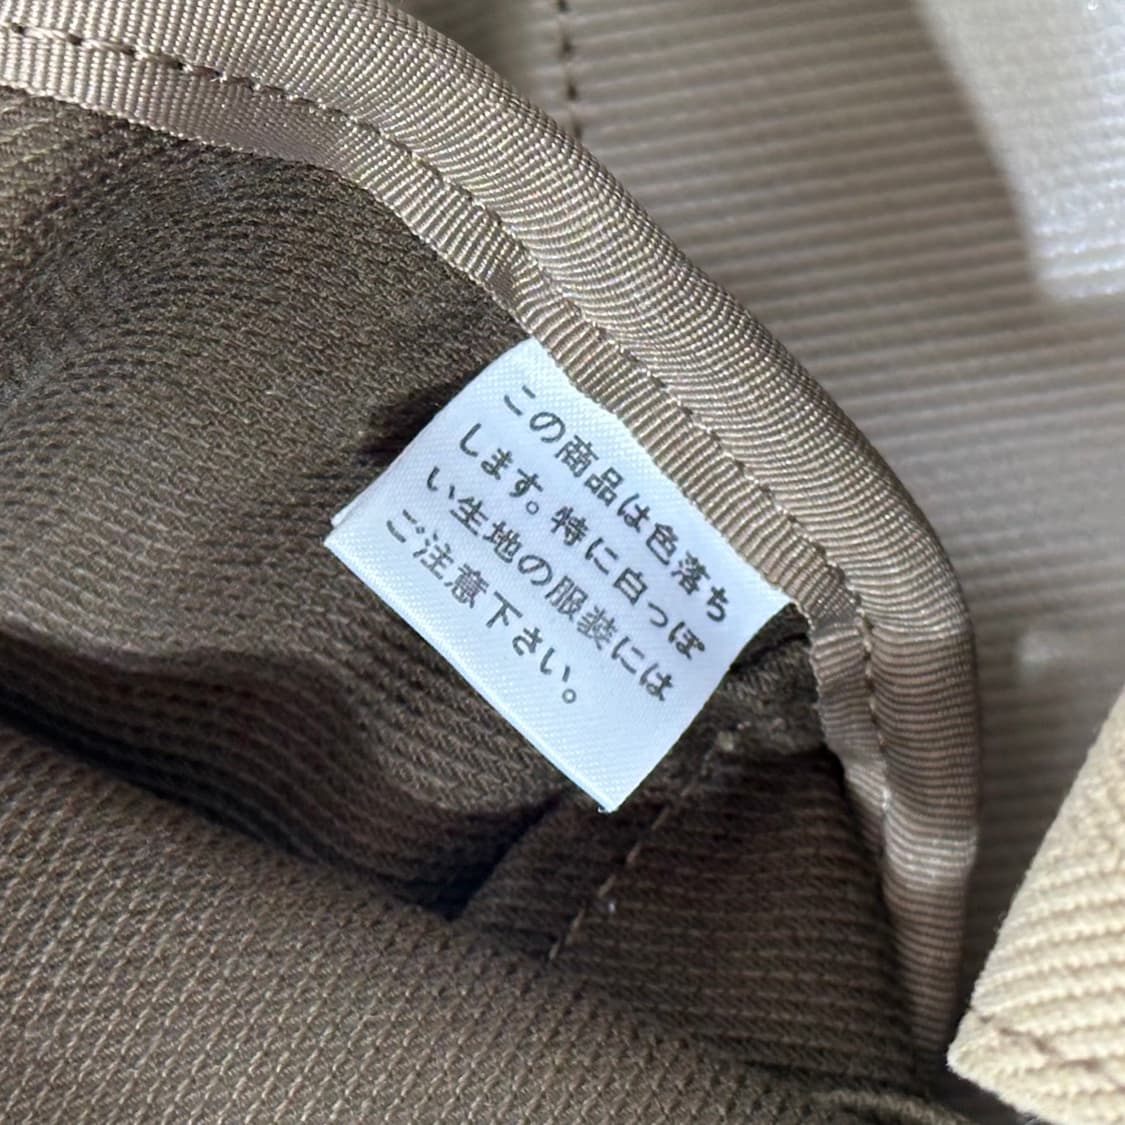 この商品は色落ち
します。特に白っぽ
い生地の服装には
ご注意下さい。